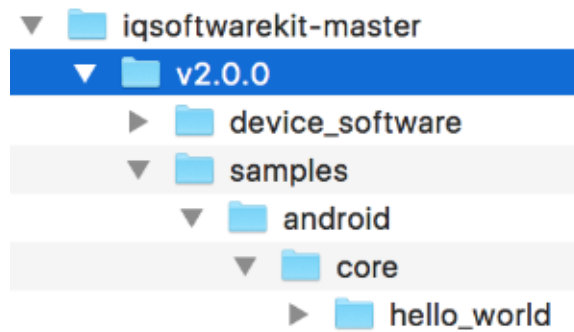 iqsoftwarekit-master
v2.0.0
device_software
samples
android
core
hello_world